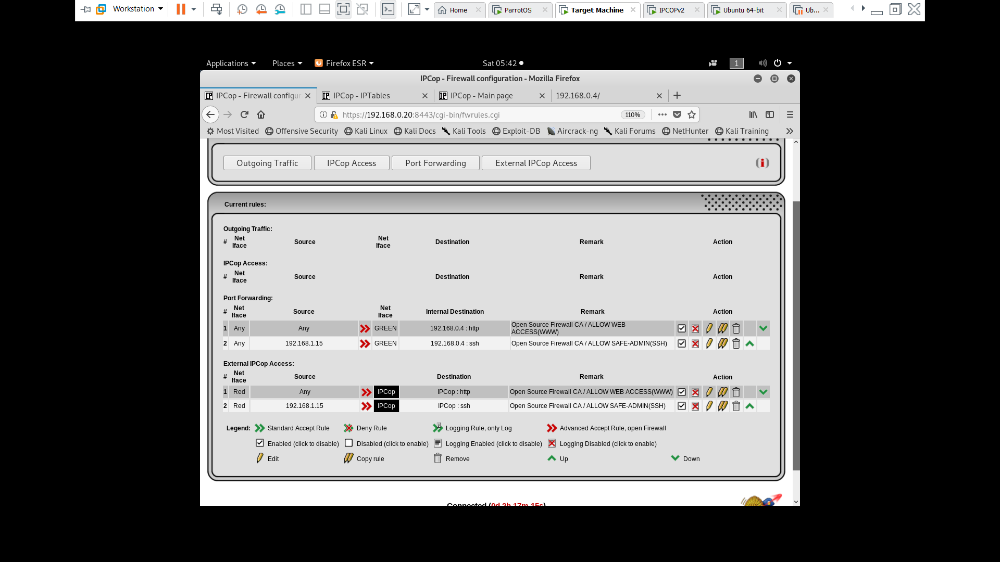 Workstation
Home
ParrotOS
Target Machine
IPCOPv2
Ubuntu 64-bit
Ub...
Applications
Places
Firefox ESR
Sat 05:42
1
IPCop - Firewall configuration - Mozilla Firefox
IPCop - Firewall configur
IPCop - IPTables
IPCop - Main page
192.168.0.4/
https://192.168.0.20:8443/cgi-bin/fwrules.cgi
110%
Most Visited
Offensive Security
Kali Linux
Kali Docs
Kali Tools
Exploit-DB
Aircrack-ng
Kali Forums
NetHunter
Kali Training
Outgoing Traffic
IPCop Access
Port Forwarding
External IPCop Access
Current rules:
Outgoing Traffic:
# Net Iface Source Net Iface Destination Remark Action
IPCop Access:
# Net Iface Source Destination Remark Action
Port Forwarding:
# Net Iface Source Net Iface Internal Destination Remark Action
1 Any Any GREEN 192.168.0.4 : http Open Source Firewall CA / ALLOW WEB
ACCESS(WWW)
2 Any 192.168.1.15 GREEN 192.168.0.4 : ssh Open Source Firewall CA / ALLOW SAFE-ADMIN(SSH)
External IPCop Access:
# Net Iface Source Destination Remark Action
1 Red Any IPCop IPCop : http Open Source Firewall CA / ALLOW WEB ACCESS(WWW)
2 Red 192.168.1.15 IPCop IPCop : ssh Open Source Firewall CA / ALLOW SAFE-ADMIN(SSH)
Legend: Standard Accept Rule Deny Rule Logging Rule, only Log Advanced Accept Rule, open Firewall
Enabled (click to disable) Disabled (click to enable) Logging Enabled (click to disable) Logging Disabled (click to enable)
Edit Copy rule Remove Up Down
Connected (0d 2h 17m 15s)